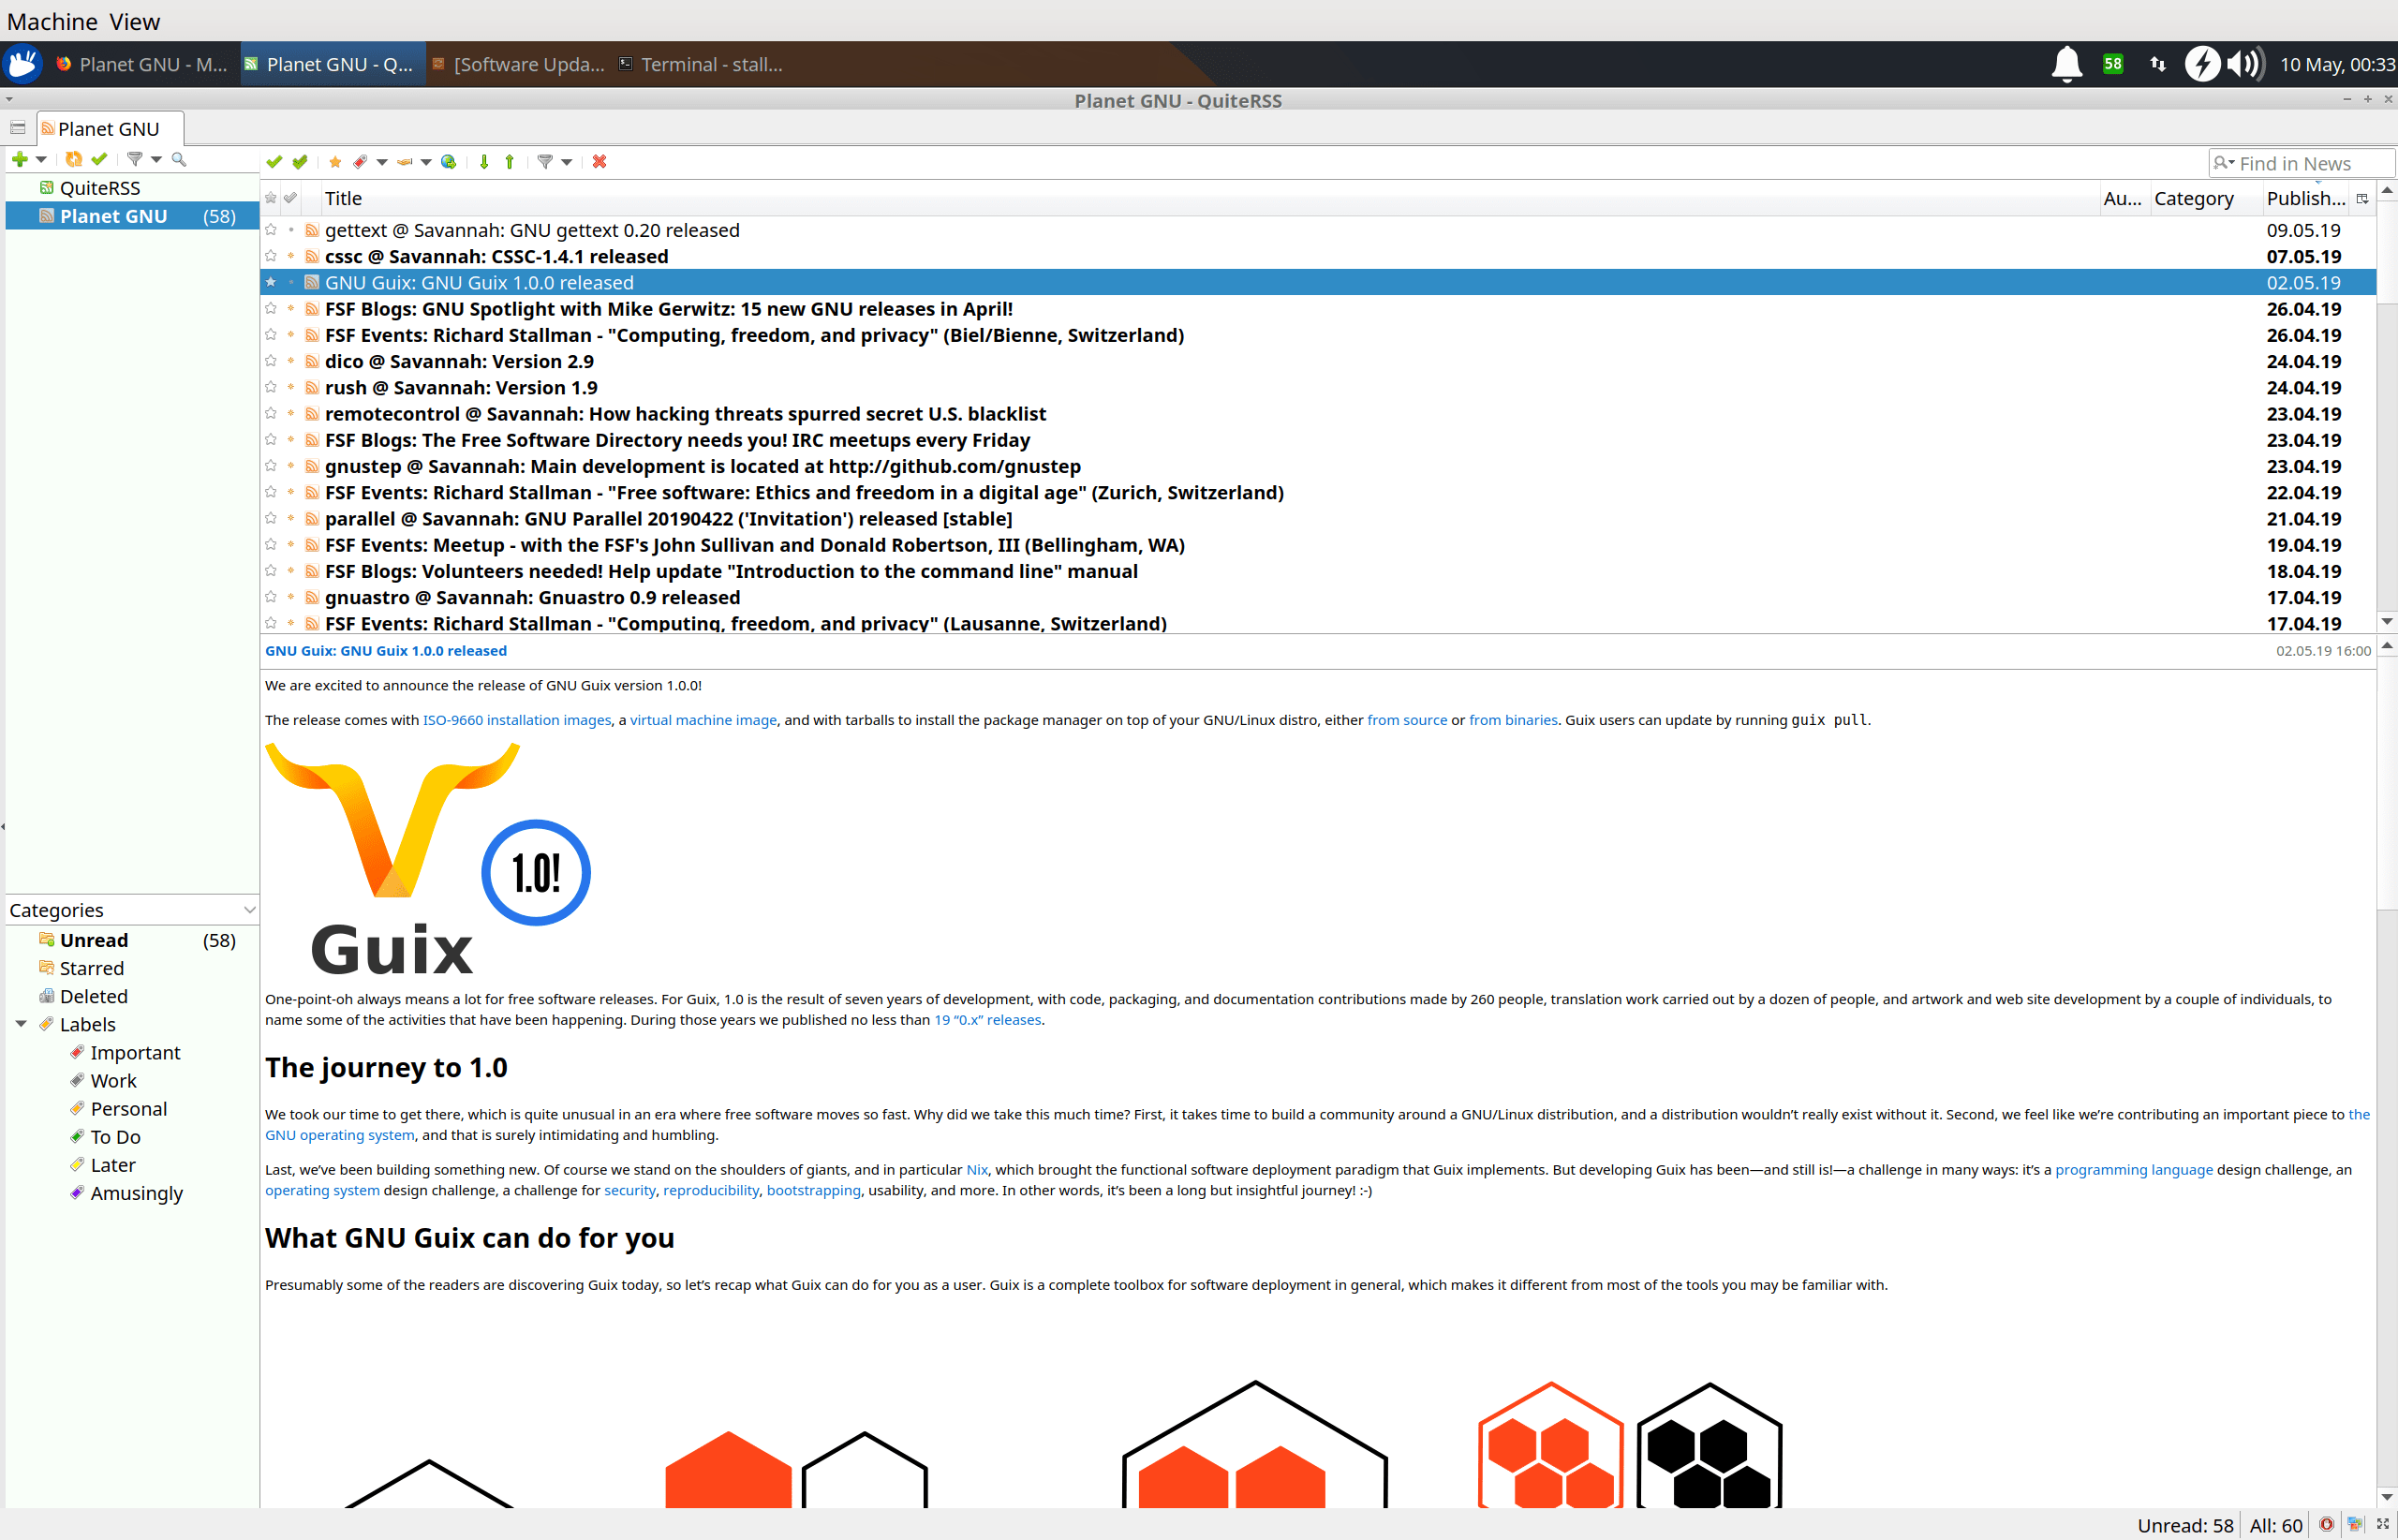 Machine View
Planet GNU - M...
Planet GNU - Q...
[Software Upda...
Terminal - stall...
58
10 May, 00:33
Planet GNU - QuiteRSS
Planet GNU
Find in News
QuiteRSS
Planet GNU (58)
Title Au... Category Publish...
gettext @ Savannah: GNU gettext 0.20 released 09.05.19
cssc @ Savannah: CSSC-1.4.1 released 07.05.19
GNU Guix: GNU Guix 1.0.0 released 02.05.19
FSF Blogs: GNU Spotlight with Mike Gerwitz: 15 new GNU releases in April! 26.04.19
FSF Events: Richard Stallman - "Computing, freedom, and privacy" (Biel/Bienne, Switzerland) 26.04.19
dico @ Savannah: Version 2.9 24.04.19
rush @ Savannah: Version 1.9 24.04.19
remotecontrol @ Savannah: How hacking threats spurred secret U.S. blacklist 23.04.19
FSF Blogs: The Free Software Directory needs you! IRC meetups every Friday 23.04.19
gnustep @ Savannah: Main development is located at http://github.com/gnustep 23.04.19
FSF Events: Richard Stallman - "Free software: Ethics and freedom in a digital age" (Zurich, Switzerland) 22.04.19
parallel @ Savannah: GNU Parallel 20190422 ('Invitation') released [stable] 21.04.19
FSF Events: Meetup - with the FSF's John Sullivan and Donald Robertson, III (Bellingham, WA) 19.04.19
FSF Blogs: Volunteers needed! Help update "Introduction to the command line" manual 18.04.19
gnuastro @ Savannah: Gnuastro 0.9 released 17.04.19
FSF Events: Richard Stallman - "Computing, freedom, and privacy" (Lausanne, Switzerland) 17.04.19
GNU Guix: GNU Guix 1.0.0 released 02.05.19 16:00
We are excited to announce the release of GNU Guix version 1.0.0!
The release comes with ISO-9660 installation images, a virtual machine image, and with tarballs to install the package manager on top of your GNU/Linux distro, either from source or from binaries. Guix users can update by running guix pull.
1.0!
Guix
One-point-oh always means a lot for free software releases. For Guix, 1.0 is the result of seven years of development, with code, packaging, and documentation contributions made by 260 people, translation work carried out by a dozen of people, and artwork and web site development by a couple of individuals, to
name some of the activities that have been happening. During those years we published no less than 19 “0.x” releases.
The journey to 1.0
We took our time to get there, which is quite unusual in an era where free software moves so fast. Why did we take this much time? First, it takes time to build a community around a GNU/Linux distribution, and a distribution wouldn’t really exist without it. Second, we feel like we’re contributing an important piece to the
GNU operating system, and that is surely intimidating and humbling.
Last, we’ve been building something new. Of course we stand on the shoulders of giants, and in particular Nix, which brought the functional software deployment paradigm that Guix implements. But developing Guix has been—and still is!—a challenge in many ways: it’s a programming language design challenge, an
operating system design challenge, a challenge for security, reproducibility, bootstrapping, usability, and more. In other words, it’s been a long but insightful journey! :-)
What GNU Guix can do for you
Presumably some of the readers are discovering Guix today, so let’s recap what Guix can do for you as a user. Guix is a complete toolbox for software deployment in general, which makes it different from most of the tools you may be familiar with.
Categories
Unread (58)
Starred
Deleted
Labels
Important
Work
Personal
To Do
Later
Amusingly
Unread: 58 All: 60